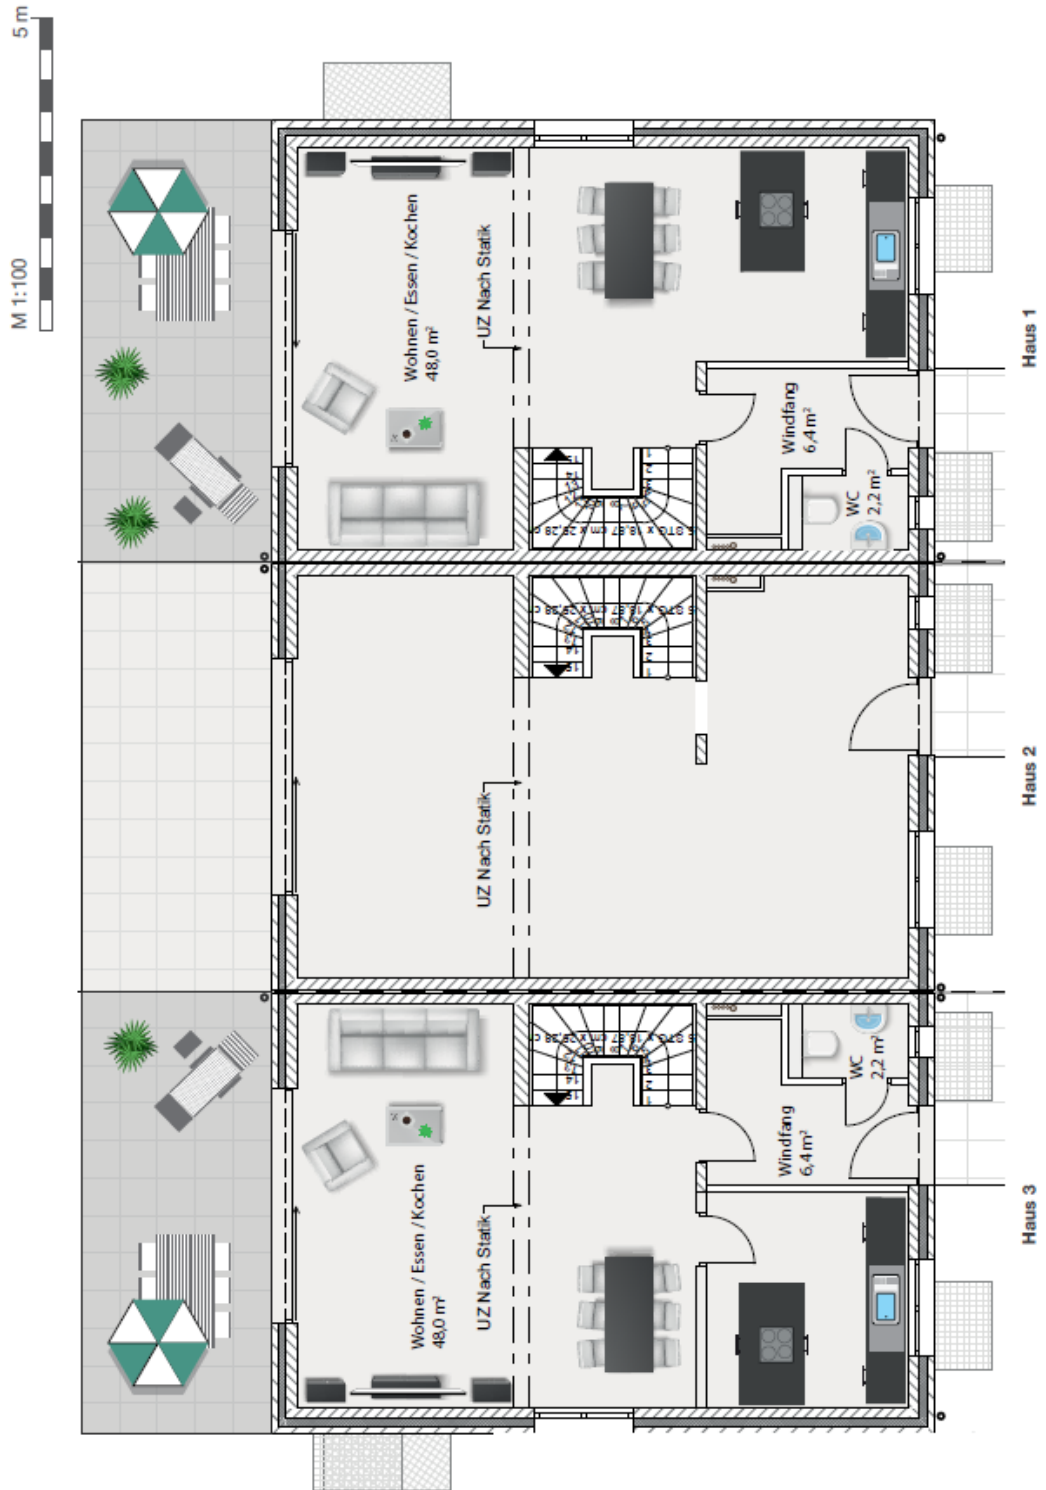 M 1:100
5 m
Wohnen / Essen / Kochen
48,0 m²
UZ Nach Statik
Windfang
6,4 m²
WC
2,2 m²
Haus 1
UZ Nach Statik
Haus 2
Wohnen / Essen / Kochen
48,0 m²
UZ Nach Statik
Windfang
6,4 m²
WC
2,2 m²
Haus 3